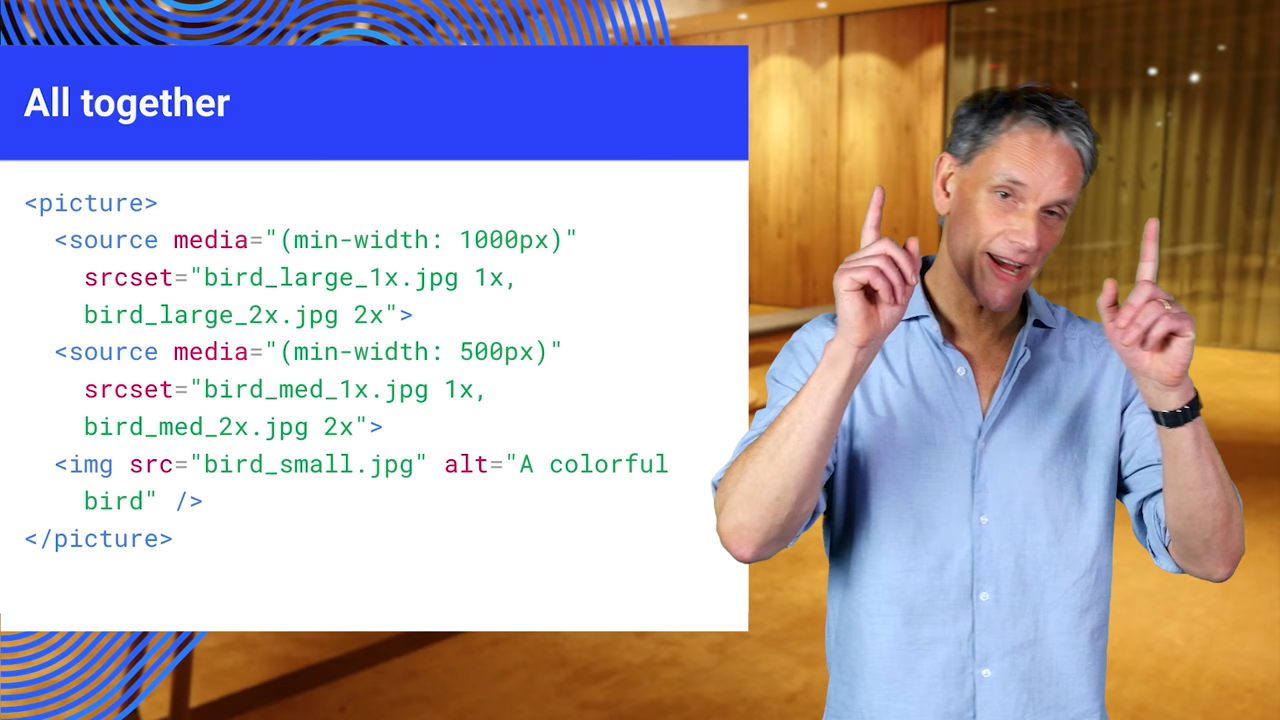 All together
<picture>
<source media="(min-width: 1000px)"
srcset="bird_large_1x.jpg 1x,
bird_large_2x.jpg 2x">
<source media="(min-width: 500px)"
srcset="bird_med_1x.jpg 1x,
bird_med_2x.jpg 2x">
<img src="bird_small.jpg" alt="A colorful
bird" />
</picture>